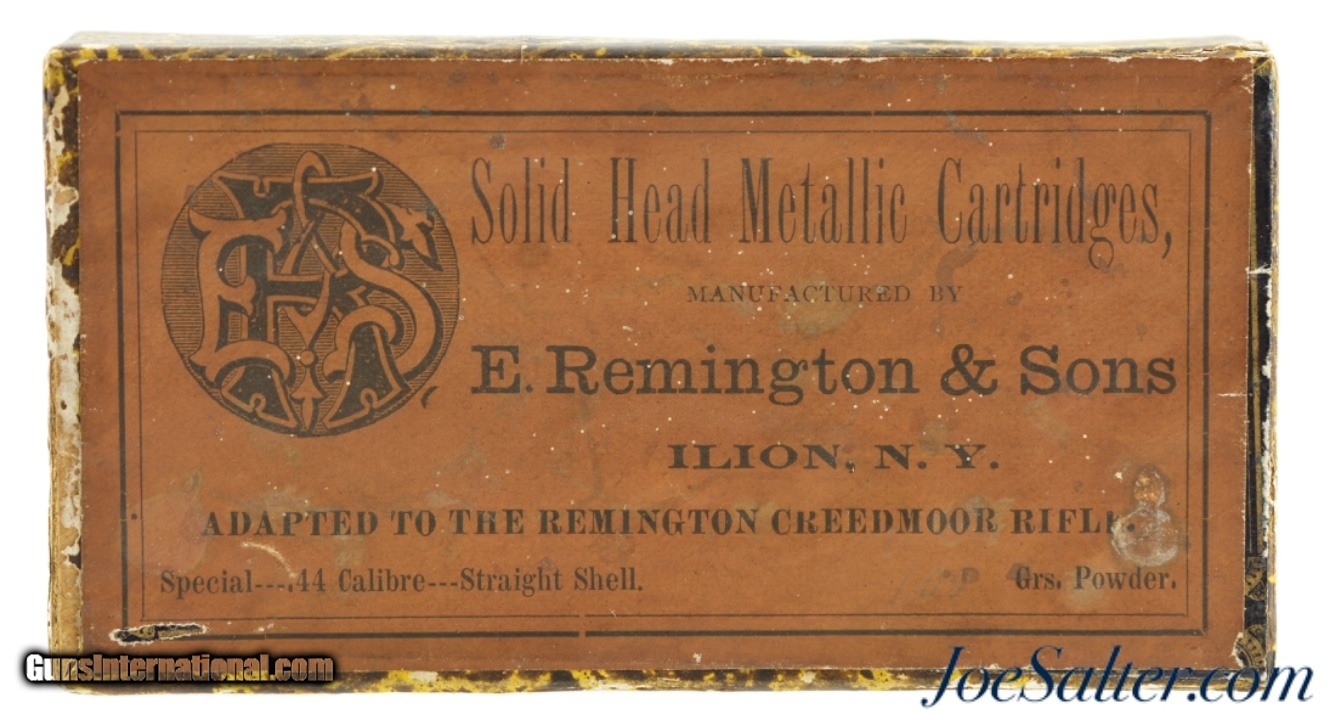 Solid Head Metallic Cartridges,
MANUFACTURED BY
E. Remington & Sons
ILION, N. Y.
ADAPTED TO THE REMINGTON CREEDMOOR RIFLE.
Special---.44 Calibre---Straight Shell. Grs. Powder.
GunsInternational.com
JoeSalter.com